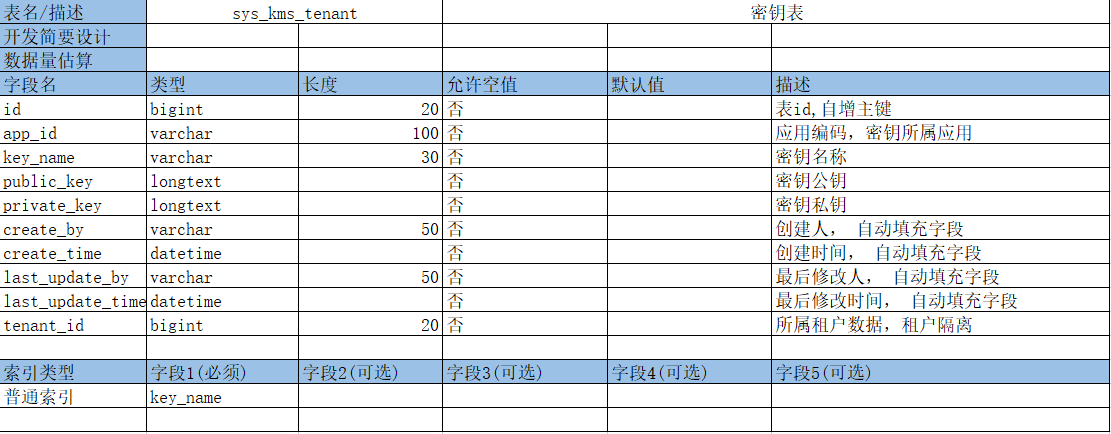 表名/描述 sys_kms_tenant 密钥表
开发简要设计
数据量估算
字段名 类型 长度 允许空值 默认值 描述
id bigint 20 否 表id,自增主键
app_id varchar 100 否 应用编码，密钥所属应用
key_name varchar 30 否 密钥名称
public_key longtext 否 密钥公钥
private_key longtext 否 密钥私钥
create_by varchar 50 否 创建人， 自动填充字段
create_time datetime 否 创建时间， 自动填充字段
last_update_by varchar 50 否 最后修改人， 自动填充字段
last_update_time datetime 否 最后修改时间， 自动填充字段
tenant_id bigint 20 否 所属租户数据，租户隔离
索引类型 字段1(必须) 字段2(可选) 字段3(可选) 字段4(可选) 字段5(可选)
普通索引 key_name